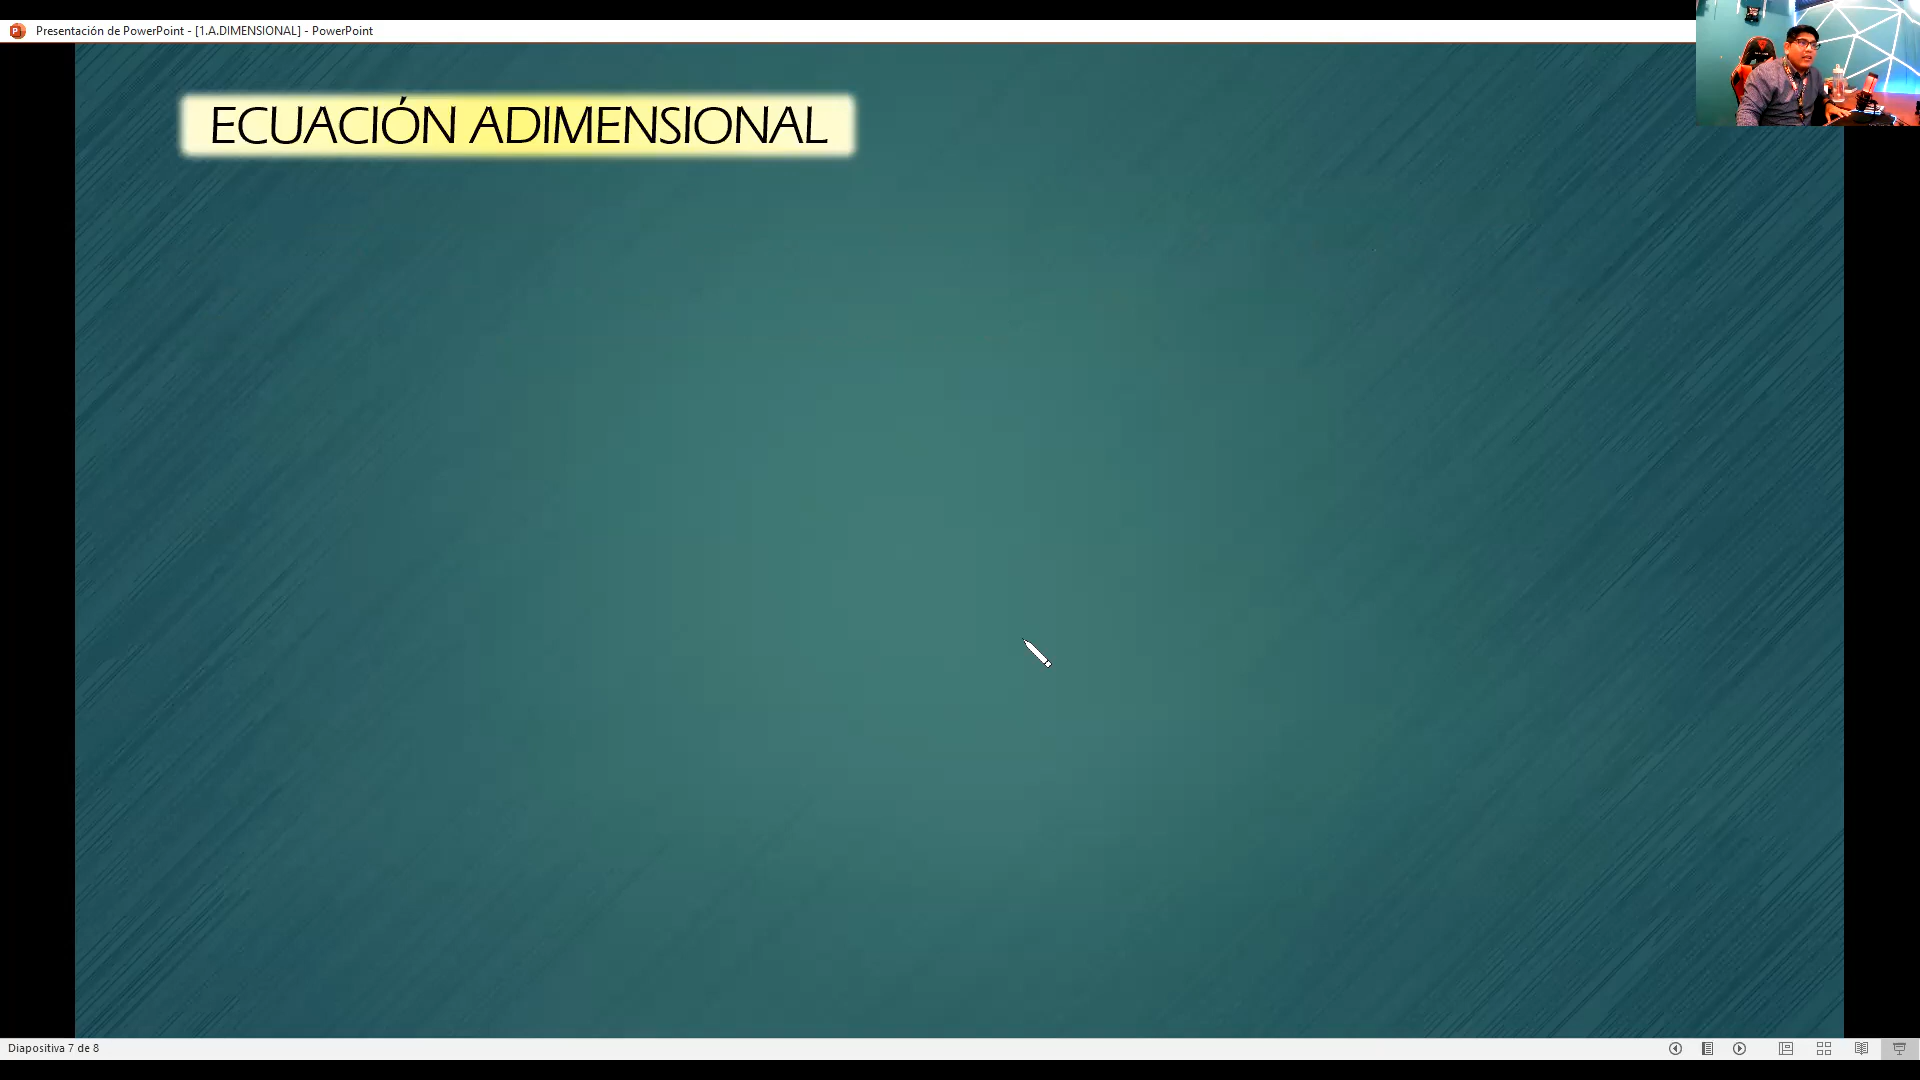 Presentación de PowerPoint - [1.A.DIMENSIONAL] - PowerPoint
ECUACIÓN ADIMENSIONAL
Diapositiva 7 de 8